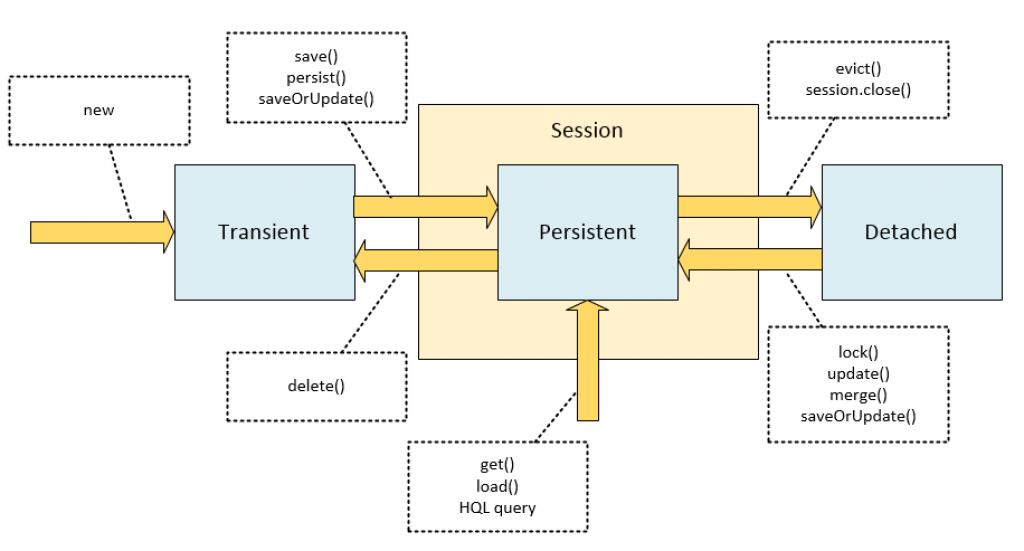 save()
persist()
saveOrUpdate()
evict()
session.close()
new
Session
Transient
Persistent
Detached
delete()
lock()
update()
merge()
saveOrUpdate()
get()
load()
HQL query